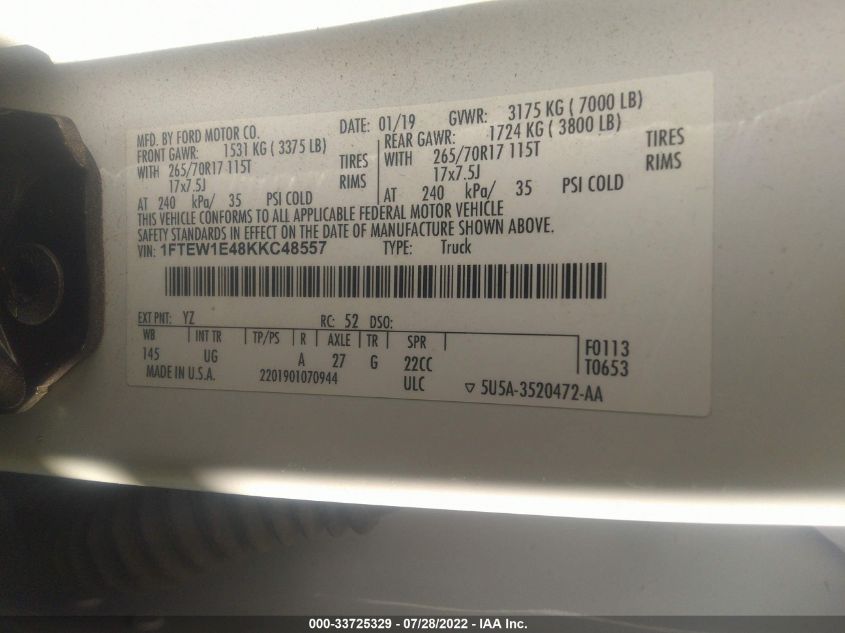 MFD. BY FORD MOTOR CO. DATE: 01/19 GVWR: 3175 KG ( 7000 LB)
FRONT GAWR: 1531 KG ( 3375 LB) REAR GAWR: 1724 KG ( 3800 LB)
WITH 265/70R17 115T TIRES WITH 265/70R17 115T TIRES
17x7.5J RIMS 17x7.5J RIMS
AT 240 kPa/ 35 PSI COLD AT 240 kPa/ 35 PSI COLD
THIS VEHICLE CONFORMS TO ALL APPLICABLE FEDERAL MOTOR VEHICLE
SAFETY STANDARDS IN EFFECT ON THE DATE OF MANUFACTURE SHOWN ABOVE.
VIN: 1FTEW1E48KKC48557 TYPE: Truck
EXT PNT: YZ RC: 52 DSO:
WB INT TR TP/PS R AXLE TR SPR F0113
145 UG A 27 G 22CC T0653
MADE IN U.S.A. 2201901070944 ULC ▽ 5U5A-3520472-AA
000-33725329 - 07/28/2022 - IAA Inc.